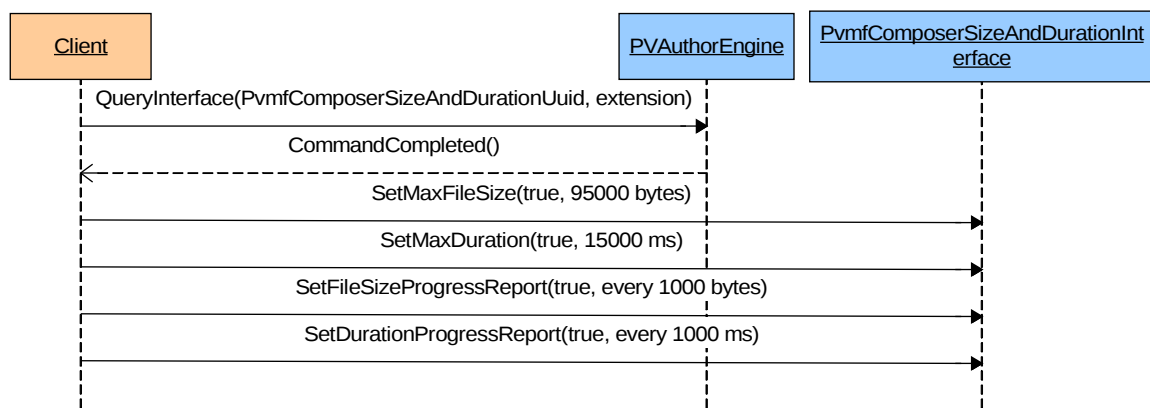 Client
PVAuthorEngine
PvmfComposerSizeAndDurationInt
erface
QueryInterface(PvmfComposerSizeAndDurationUuid, extension)
CommandCompleted()
SetMaxFileSize(true, 95000 bytes)
SetMaxDuration(true, 15000 ms)
SetFileSizeProgressReport(true, every 1000 bytes)
SetDurationProgressReport(true, every 1000 ms)